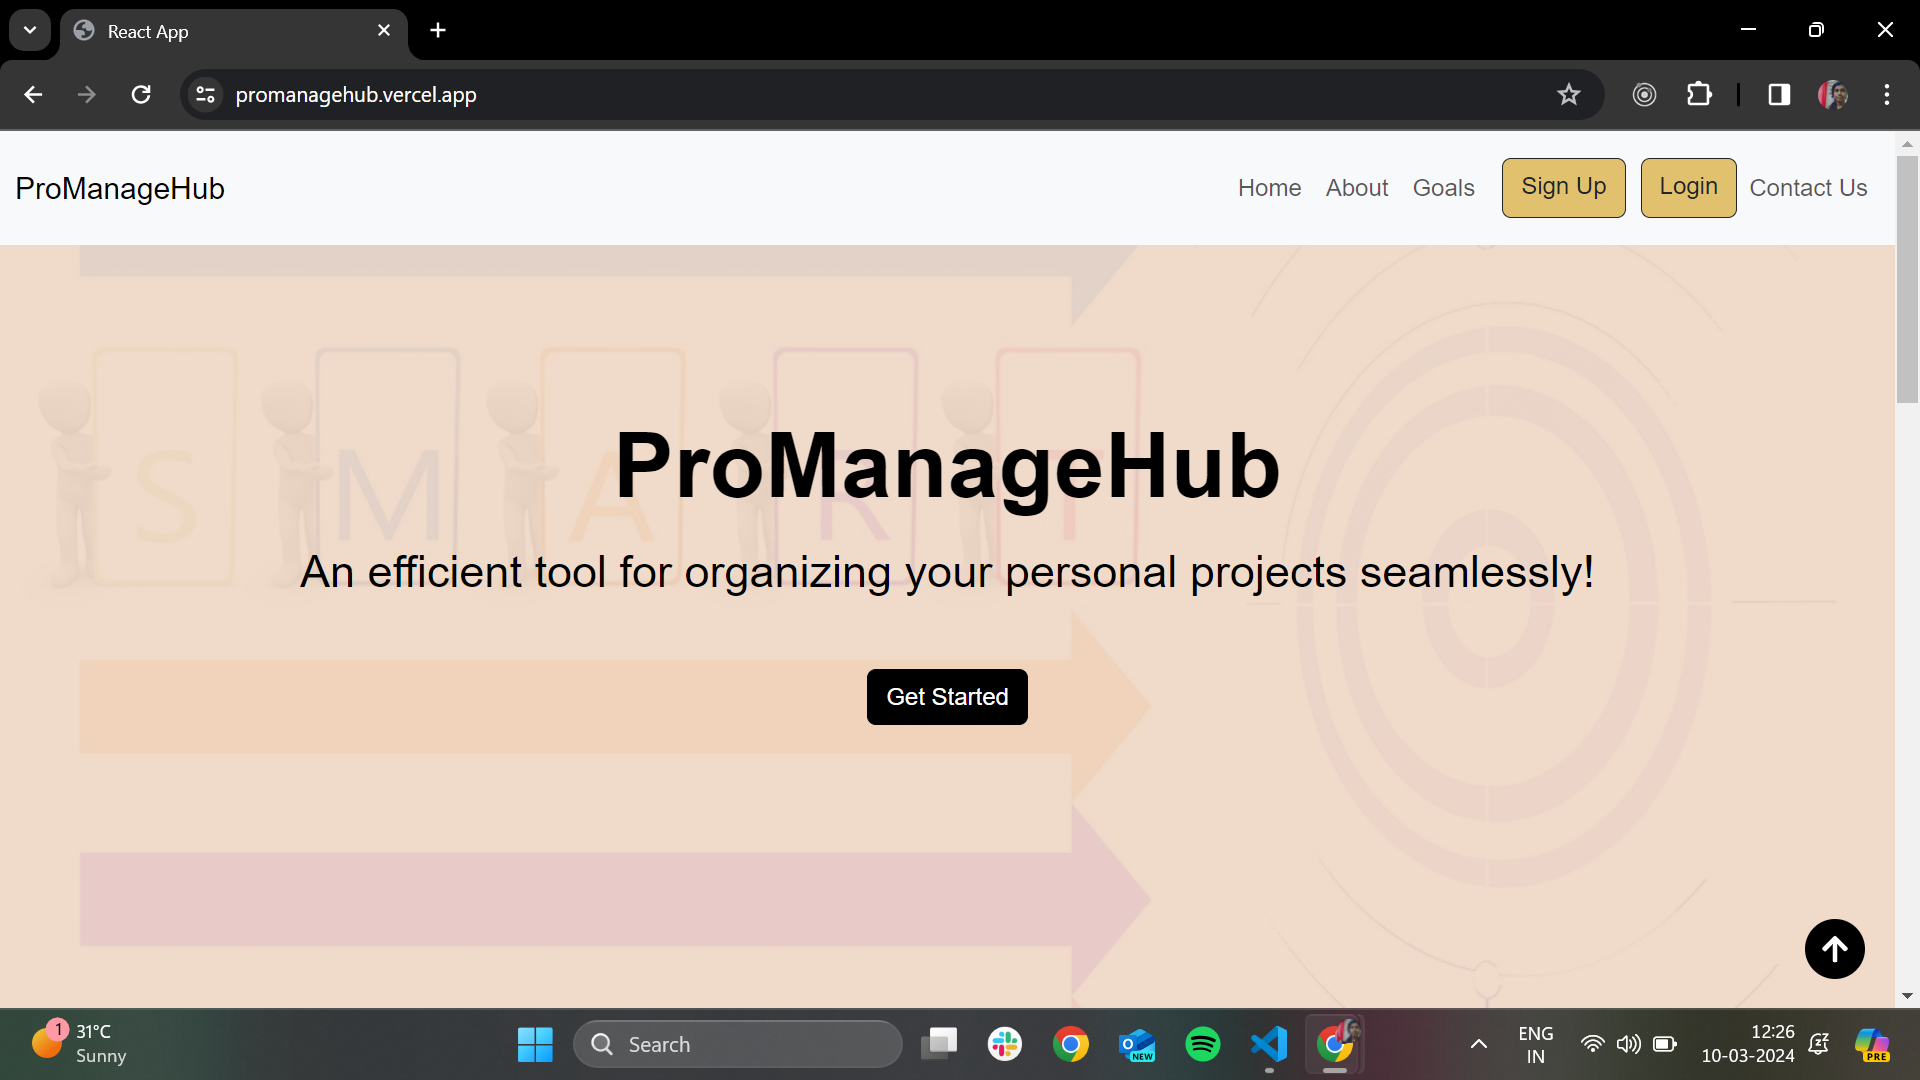 React App
promanagehub.vercel.app
ProManageHub
Home About Goals Sign Up Login Contact Us
S M A R T
ProManageHub
An efficient tool for organizing your personal projects seamlessly!
Get Started
1
31°C
Sunny
Search
NEW
ENG
IN
12:26
10-03-2024
PRE